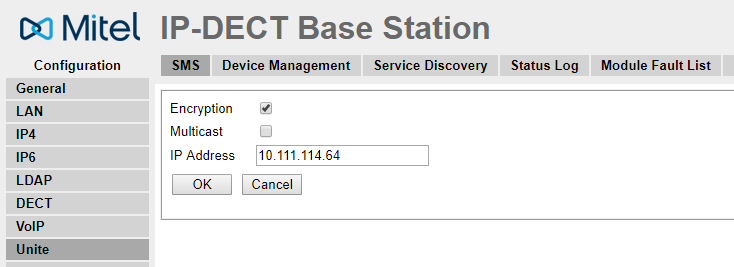 Mitel IP-DECT Base Station
Configuration SMS Device Management Service Discovery Status Log Module Fault List
General
LAN
IP4
IP6
LDAP
DECT
VoIP
Unite
Encryption
Multicast
IP Address 10.111.114.64
OK Cancel